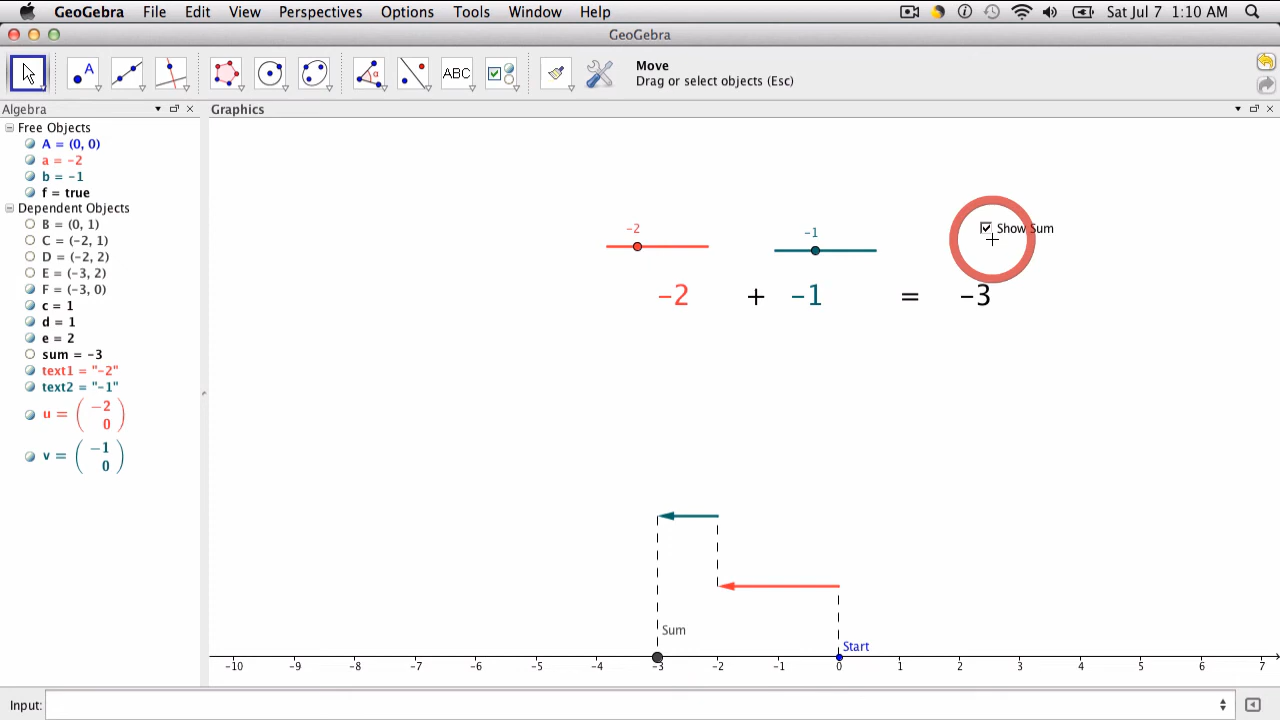 GeoGebra File Edit View Perspectives Options Tools Window Help Sat Jul 7 1:10 AM
GeoGebra
A α ABC Move
Drag or select objects (Esc)
Algebra Graphics
Free Objects
A = (0, 0)
a = -2
b = -1
f = true
Dependent Objects
B = (0, 1)
C = (-2, 1)
D = (-2, 2)
E = (-3, 2)
F = (-3, 0)
c = 1
d = 1
e = 2
sum = -3
text1 = "-2"
text2 = "-1"
u = ( -2
0 )
v = ( -1
0 )
-2 -1 Show Sum
-2 + -1 = -3
Sum
Start
-10 -9 -8 -7 -6 -5 -4 -3 -2 -1 0 1 2 3 4 5 6 7
Input: